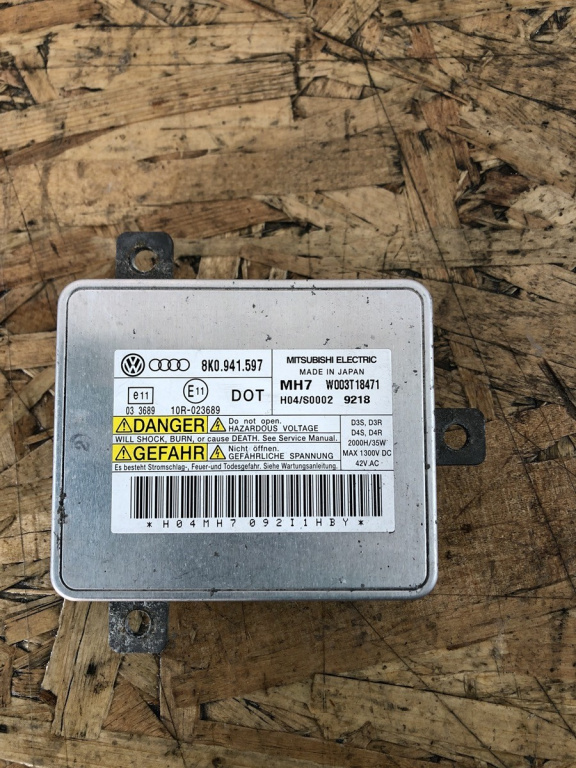 8K0.941.597
MITSUBISHI ELECTRIC
MADE IN JAPAN
e11
E11
DOT
MH7 W003T18471
H04/S0002 9218
03 3689
10R-023689
DANGER
Do not open.
HAZARDOUS VOLTAGE
WILL SHOCK, BURN, or cause DEATH. See Service Manual.
GEFAHR
Nicht öffnen.
GEFÄHRLICHE SPANNUNG
Es besteht Stromschlag-, Feuer-und Todesgefahr. Siehe Wartungsanleitung.
D3S, D3R
D4S, D4R
2000H/35W
MAX 1300V DC
42V AC
*H04MH7092I1HBY*